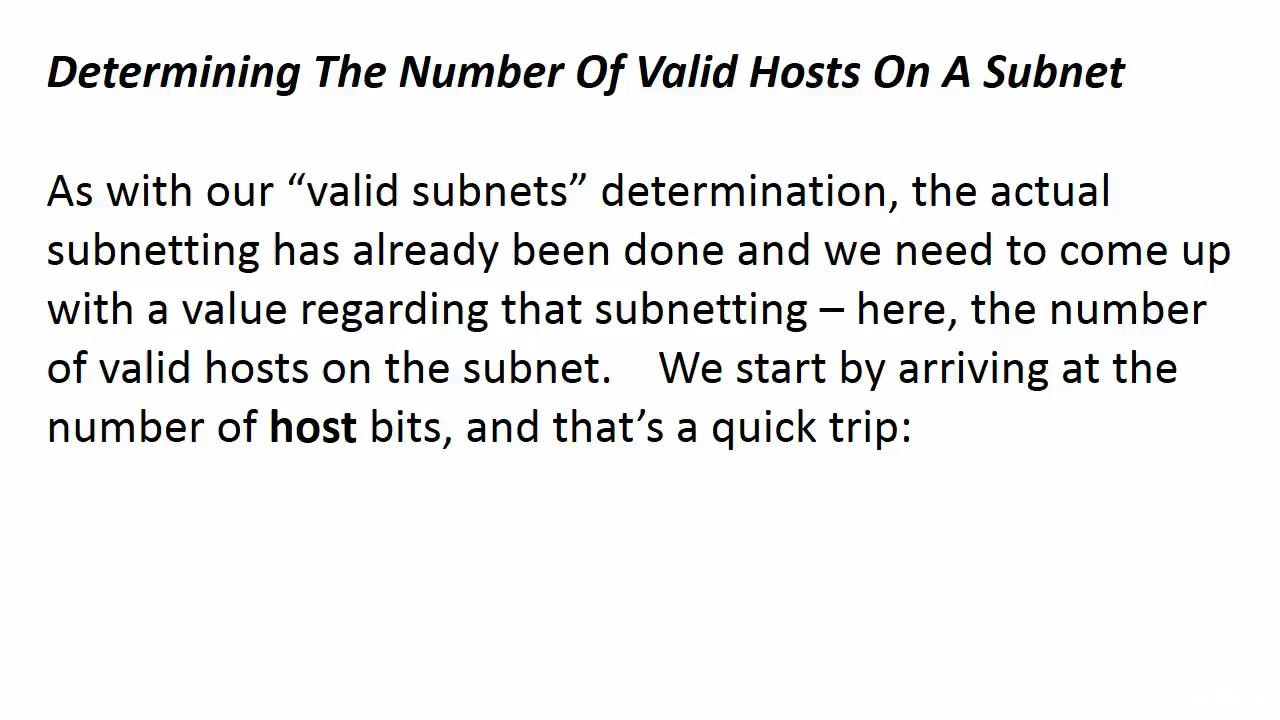 Determining The Number Of Valid Hosts On A Subnet
As with our “valid subnets” determination, the actual
subnetting has already been done and we need to come up
with a value regarding that subnetting – here, the number
of valid hosts on the subnet.    We start by arriving at the
number of host bits, and that’s a quick trip: